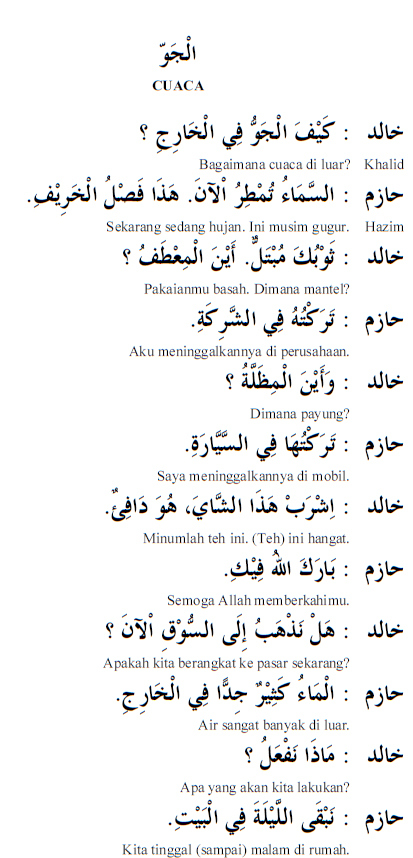 الْجَوّ
CUACA
خالد : كَيْفَ الْجَوُّ فِي الْخَارِجِ ؟
Bagaimana cuaca di luar? Khalid
حازم : السَّمَاءُ تُمْطِرُ اْلآنَ. هَذَا فَصْلُ الْخَرِيْفِ.
Sekarang sedang hujan. Ini musim gugur. Hazim
خالد : ثَوْبُكَ مُبْتَلٌّ. أَيْنَ الْمِعْطَفُ ؟
Pakaianmu basah. Dimana mantel?
حازم : تَرَكْتُهُ فِي الشَّرِكَةِ.
Aku meninggalkannya di perusahaan.
خالد : وَأَيْنَ الْمِظَلَّةُ ؟
Dimana payung?
حازم : تَرَكْتُهَا فِي السَّيَّارَةِ.
Saya meninggalkannya di mobil.
خالد : اِشْرَبْ هَذَا الشَّايَ، هُوَ دَافِئٌ.
Minumlah teh ini. (Teh) ini hangat.
حازم : بَارَكَ اللهُ فِيْكِ.
Semoga Allah memberkahimu.
خالد : هَلْ نَذْهَبُ إِلَى السُّوْقِ اْلآنَ ؟
Apakah kita berangkat ke pasar sekarang?
حازم : الْمَاءُ كَثِيْرٌ جِدًّا فِي الْخَارِجِ.
Air sangat banyak di luar.
خالد : مَاذَا نَفْعَلُ ؟
Apa yang akan kita lakukan?
حازم : نَبْقَى اللَّيْلَةَ فِي الْبَيْتِ.
Kita tinggal (sampai) malam di rumah.